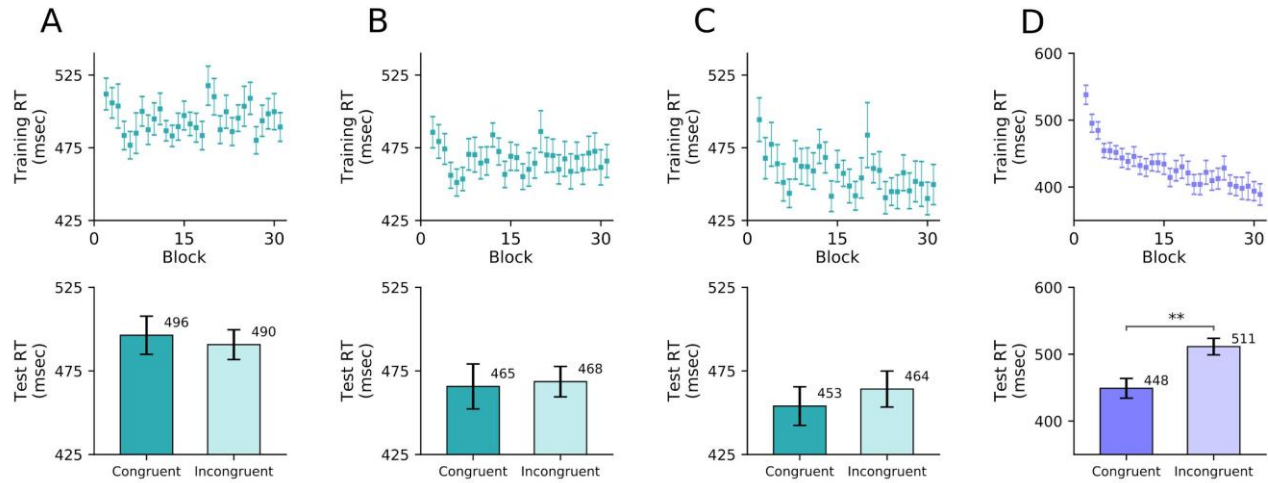 A
Training RT
(msec)
525
475
425
0
15
30
Block
B
Training RT
(msec)
525
475
425
0
15
30
Block
C
Training RT
(msec)
525
475
425
0
15
30
Block
D
Training RT
(msec)
600
500
400
0
15
30
Block
Test RT
(msec)
525
475
425
496
490
Congruent
Incongruent
Test RT
(msec)
525
475
425
465
468
Congruent
Incongruent
Test RT
(msec)
525
475
425
453
464
Congruent
Incongruent
Test RT
(msec)
600
500
400
**
448
511
Congruent
Incongruent